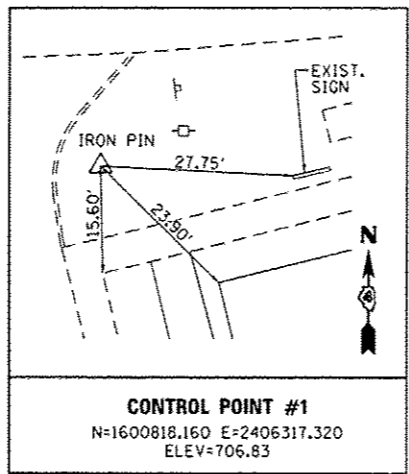 EXIST.
SIGN
IRON PIN
27.75'
15.60'
23.90'
N
CONTROL POINT #1
N=1600818.160 E=2406317.320
ELEV=706.83